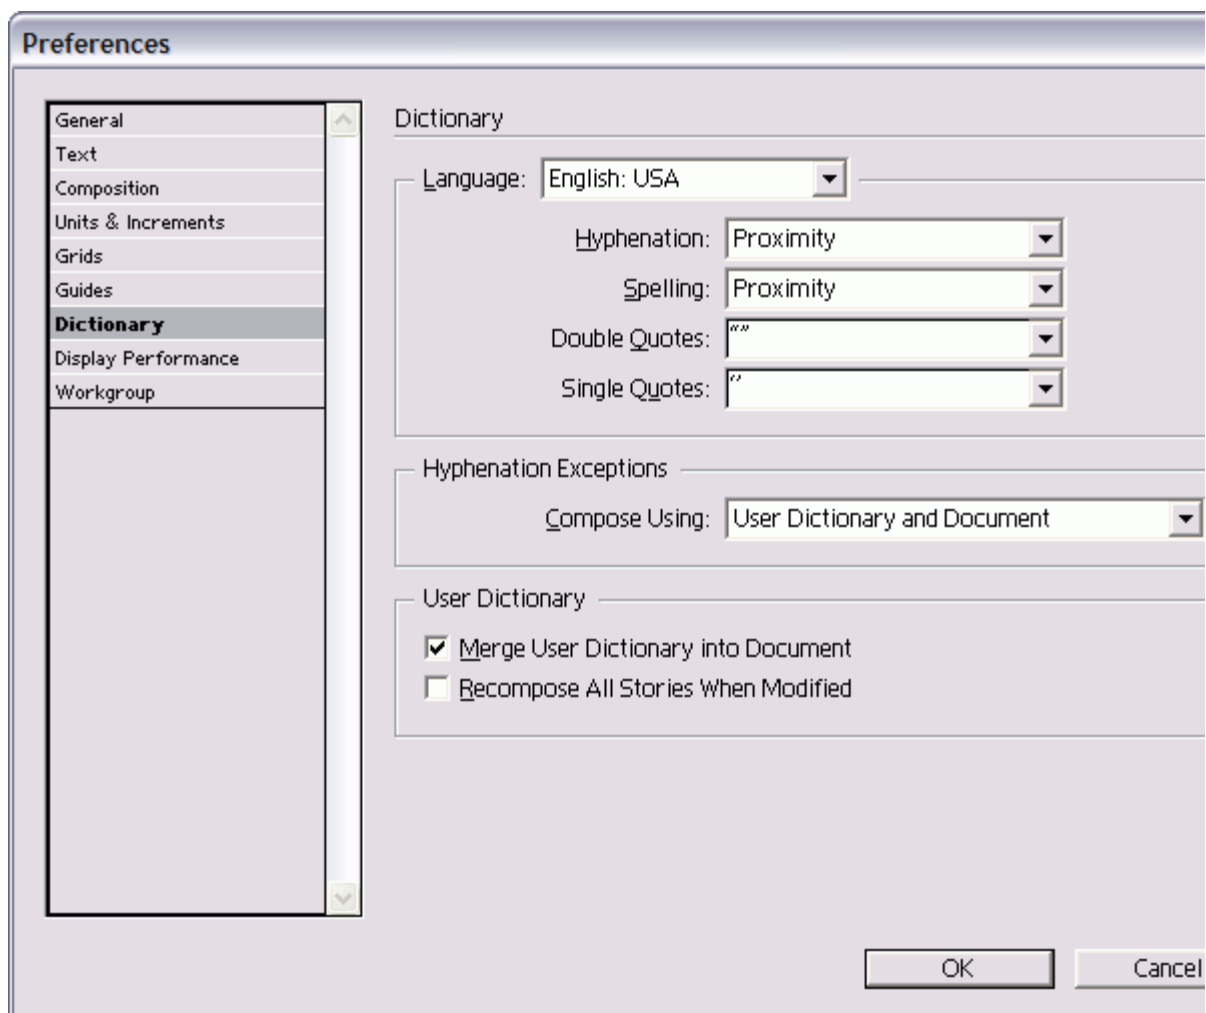 Preferences
General
Text
Composition
Units & Increments
Grids
Guides
Dictionary
Display Performance
Workgroup
Dictionary
Language: English: USA
Hyphenation: Proximity
Spelling: Proximity
Double Quotes: “”
Single Quotes: ‘’
Hyphenation Exceptions
Compose Using: User Dictionary and Document
User Dictionary
Merge User Dictionary into Document
Recompose All Stories When Modified
OK
Cancel